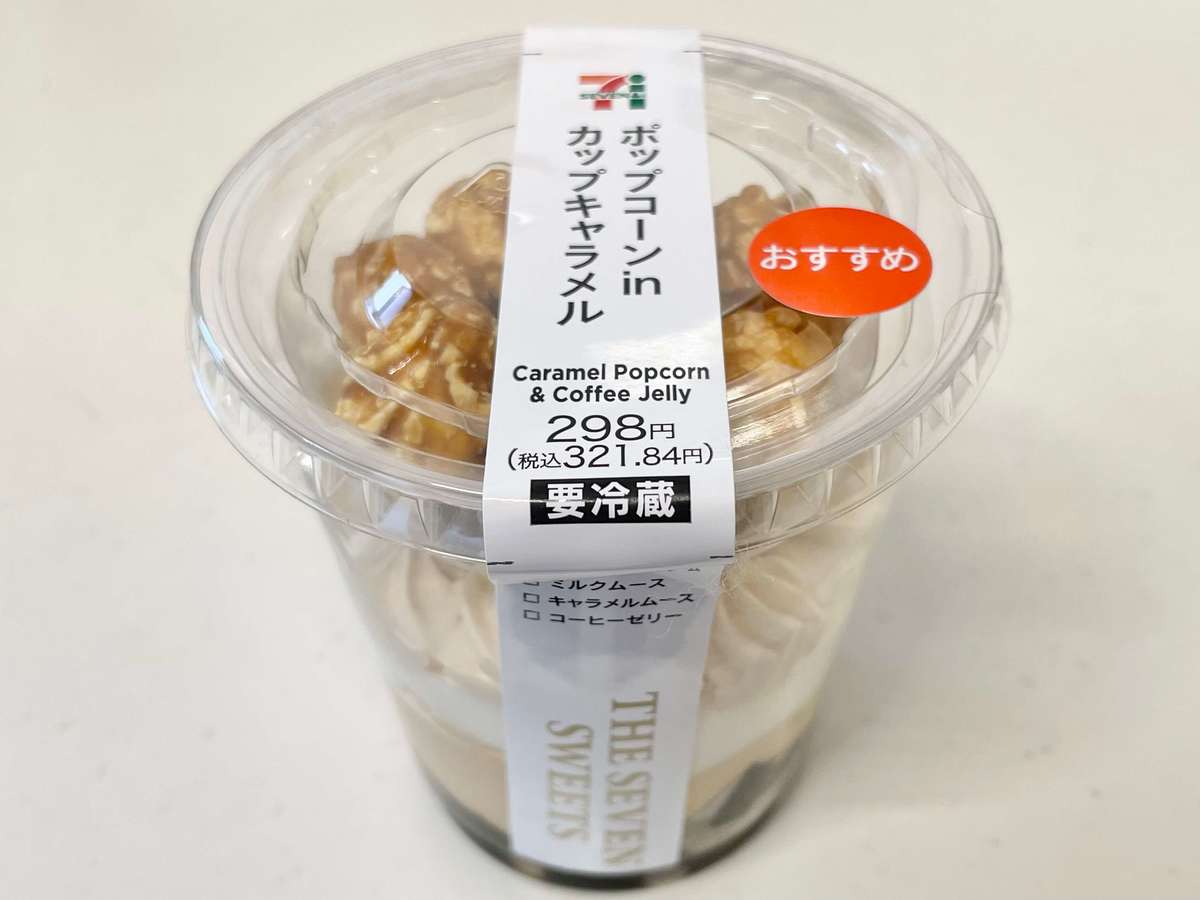 ポップコーンin
カップキャラメル
おすすめ
Caramel Popcorn
& Coffee Jelly
298円
(税込321.84円)
要冷蔵
□ ミルクムース
□ キャラメルムース
□ コーヒーゼリー
THE SEVEN
SWEETS